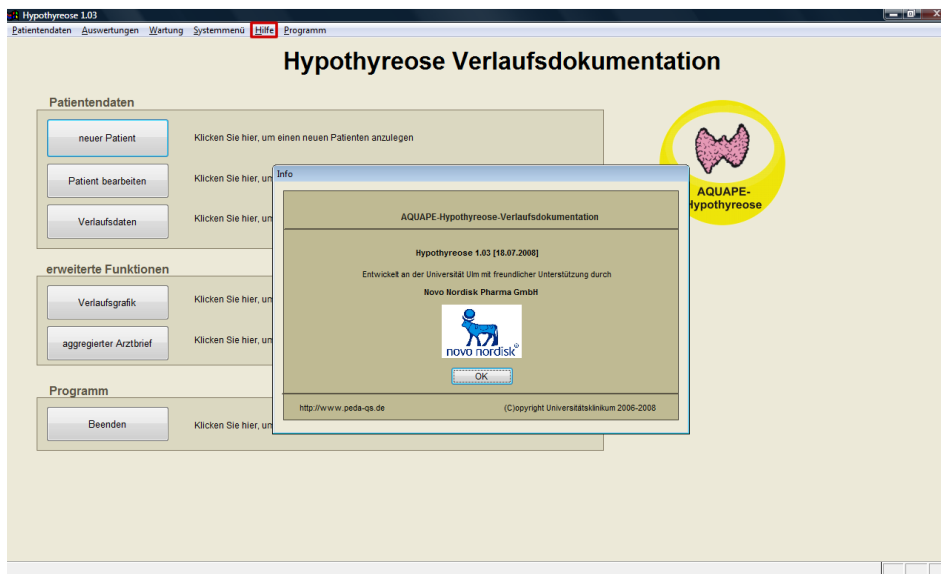 Hypothyreose 1.03
Patientendaten Auswertungen Wartung Systemmenü Hilfe Programm
Hypothyreose Verlaufsdokumentation
Patientendaten
neuer Patient
Klicken Sie hier, um einen neuen Patienten anzulegen
Patient bearbeiten
Klicken Sie hier, um
Verlaufsdaten
Klicken Sie hier, um
AQUAPE-
Hypothyreose
erweiterte Funktionen
Verlaufsgrafik
Klicken Sie hier, um
aggregierter Arztbrief
Klicken Sie hier, um
Programm
Beenden
Klicken Sie hier, um
Info
AQUAPE-Hypothyreose-Verlaufsdokumentation
Hypothyreose 1.03 [18.07.2008]
Entwickelt an der Universität Ulm mit freundlicher Unterstützung durch
Novo Nordisk Pharma GmbH
novo nordisk®
OK
http://www.peda-qs.de (C)opyright Universitätsklinikum 2006-2008